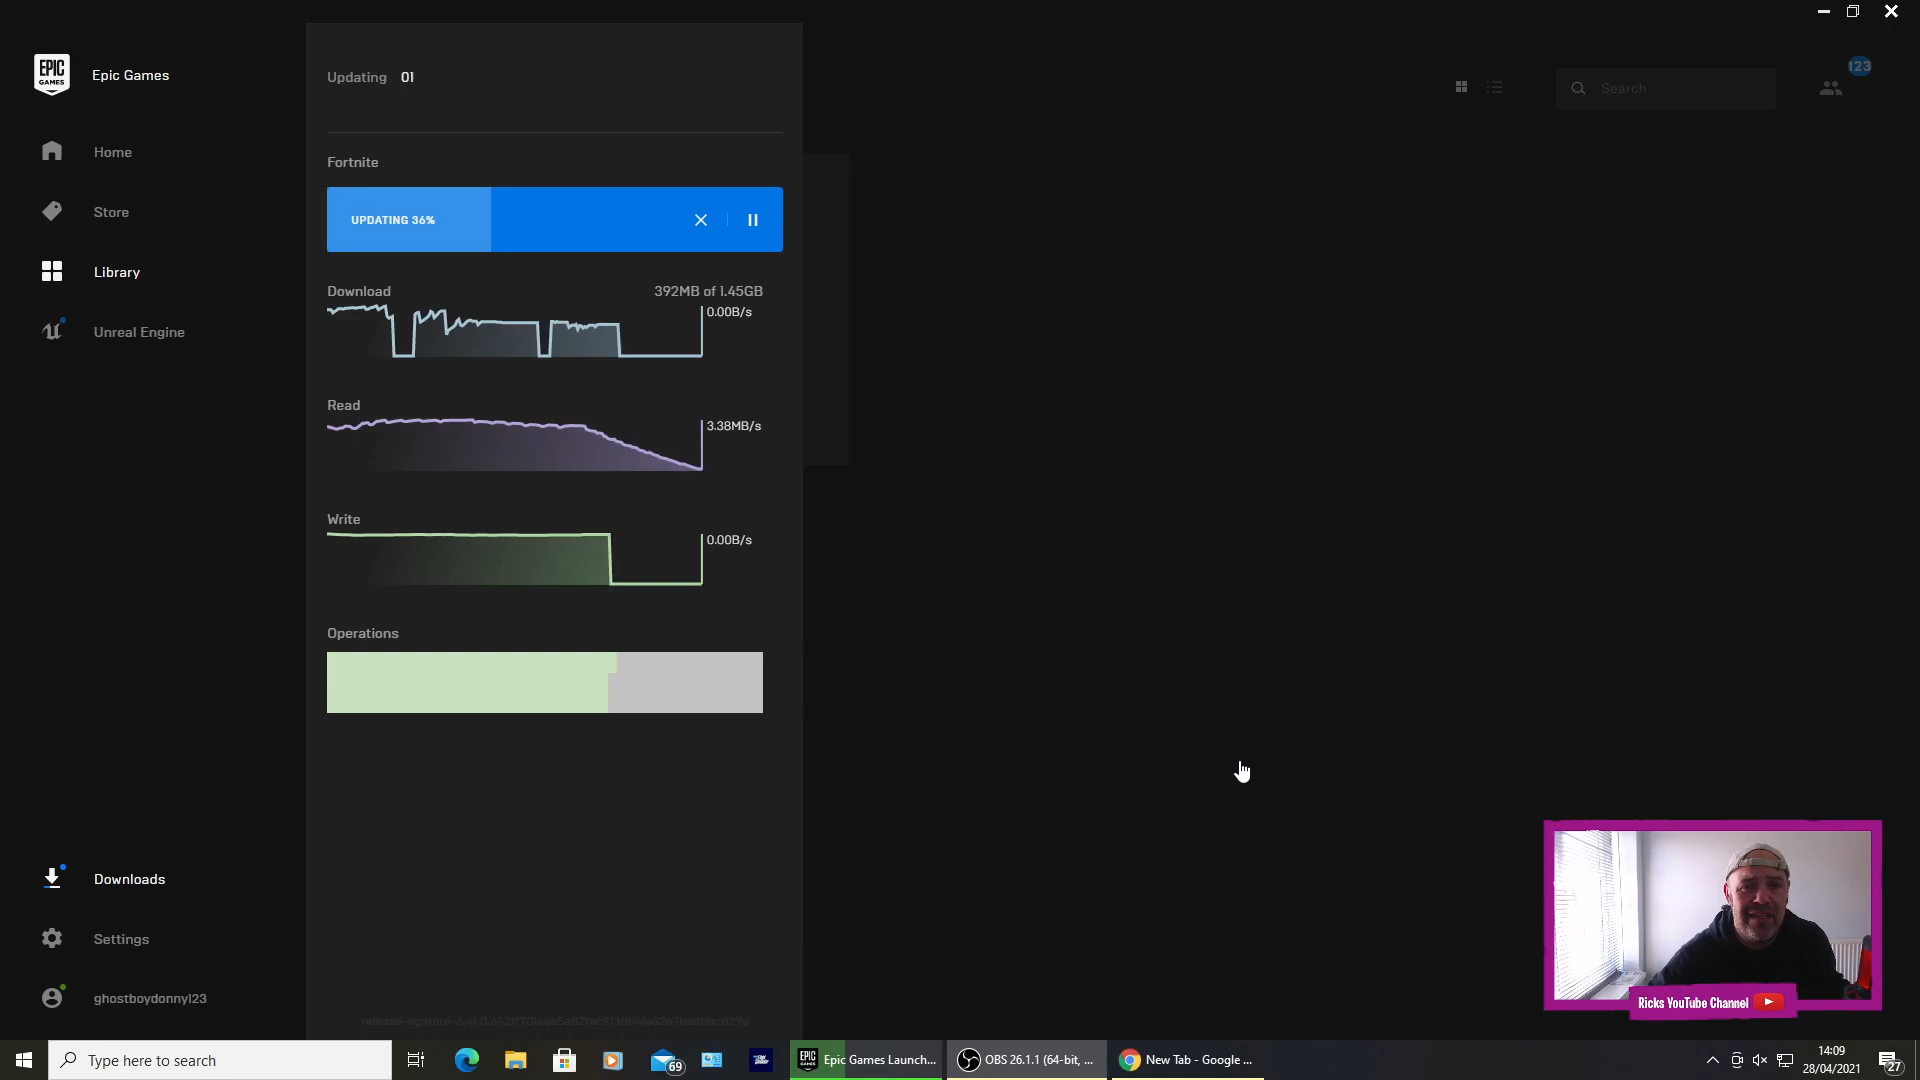 EPIC GAMES
Epic Games
Updating 01
Search
123
Home
Store
Library
Unreal Engine
Fortnite
UPDATING 36%
Download 392MB of 1.45GB
0.00B/s
Read
3.38MB/s
Write
0.00B/s
Operations
Downloads
Settings
ghostboydonny123
Ricks YouTube Channel
Type here to search
69
EPIC GAMES
Epic Games Launch...
OBS 26.1.1 (64-bit, ...
New Tab - Google ...
14:09
28/04/2021
27